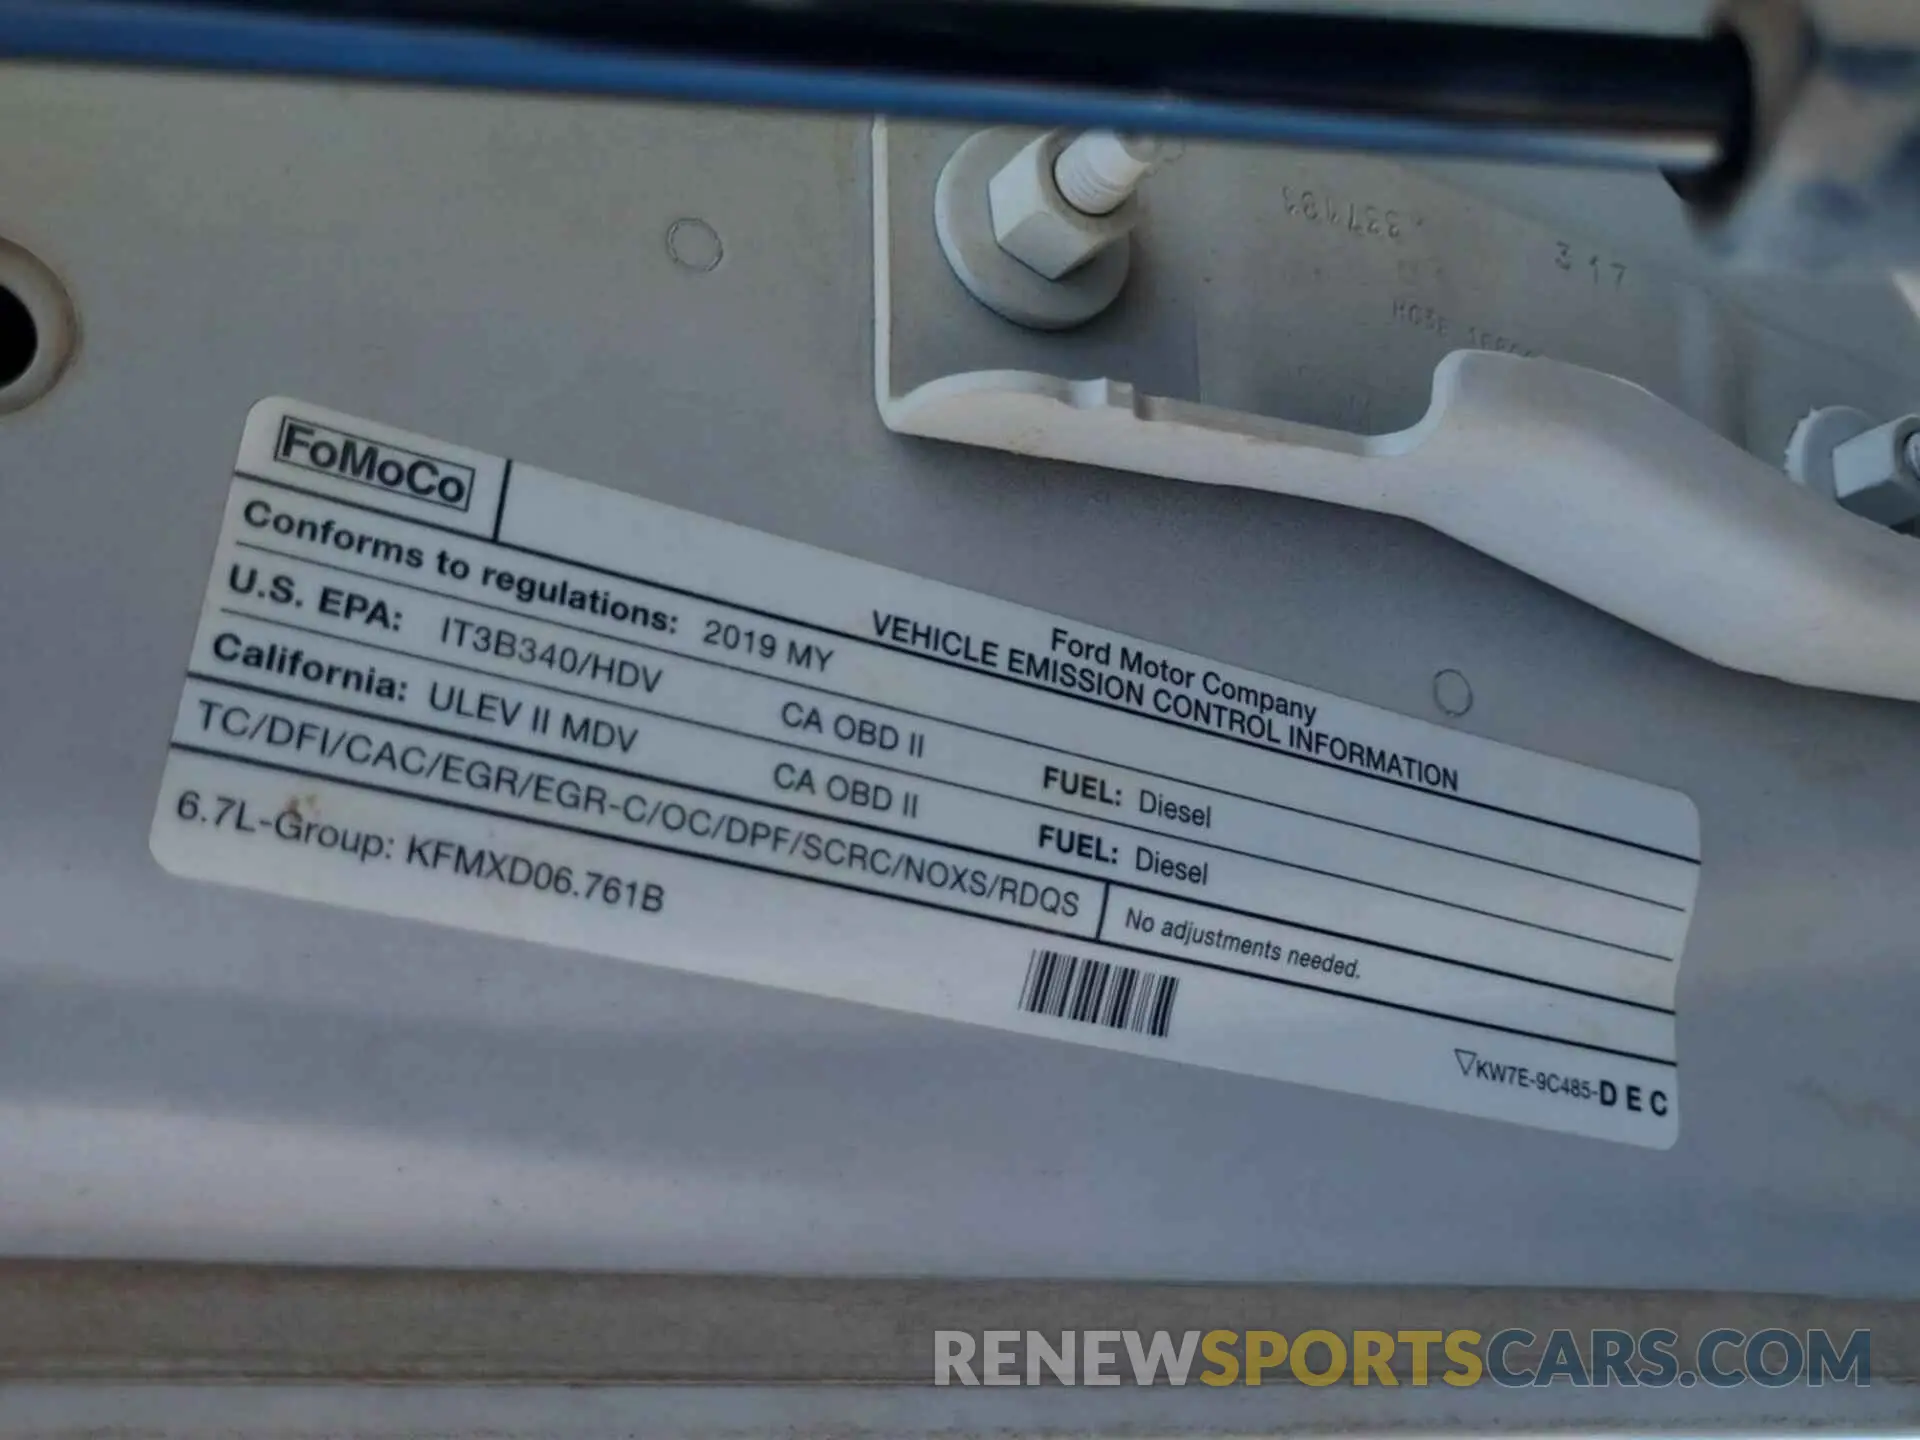 337193
317
FoMoCo
Ford Motor Company
VEHICLE EMISSION CONTROL INFORMATION
Conforms to regulations: 2019 MY
U.S. EPA: IT3B340/HDV CA OBD II FUEL: Diesel
California: ULEV II MDV CA OBD II FUEL: Diesel
TC/DFI/CAC/EGR/EGR-C/OC/DPF/SCRC/NOXS/RDQS No adjustments needed.
6.7L-Group: KFMXD06.761B
KW7E-9C485-DEC
RENEWSPORTSCARS.COM